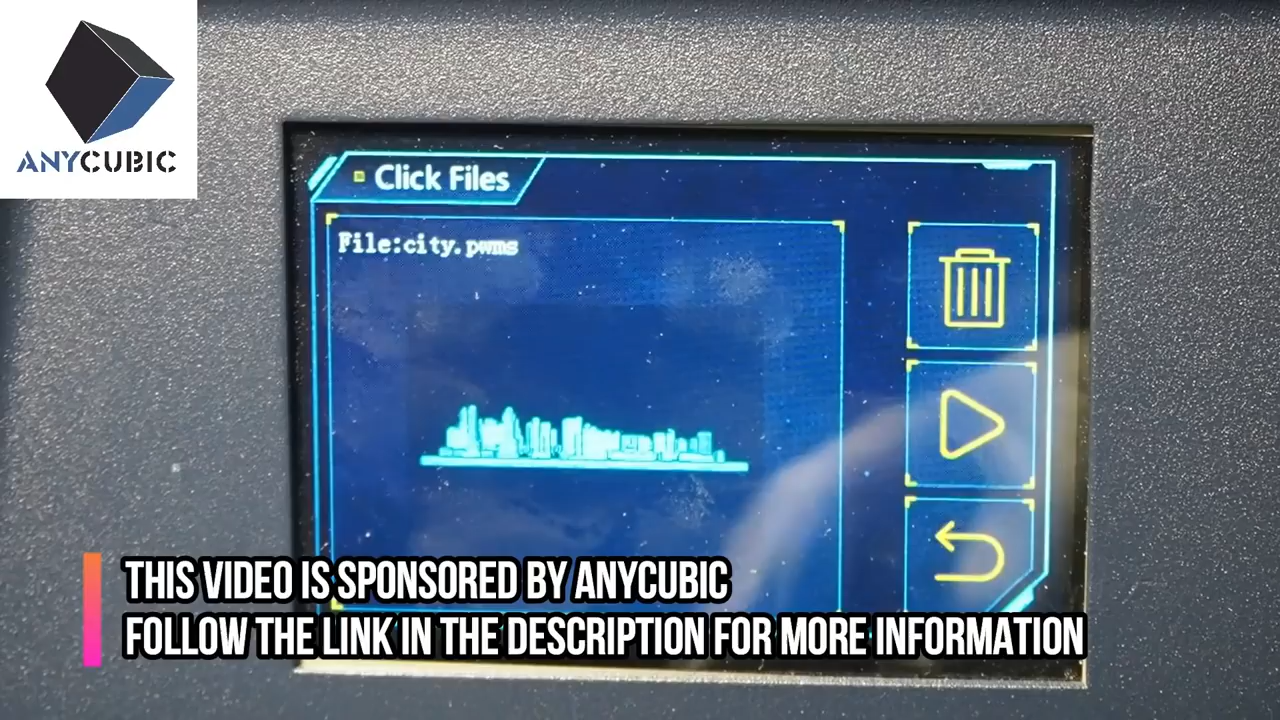 ANYCUBIC
Click Files
File:city.pwms
THIS VIDEO IS SPONSORED BY ANYCUBIC
FOLLOW THE LINK IN THE DESCRIPTION FOR MORE INFORMATION